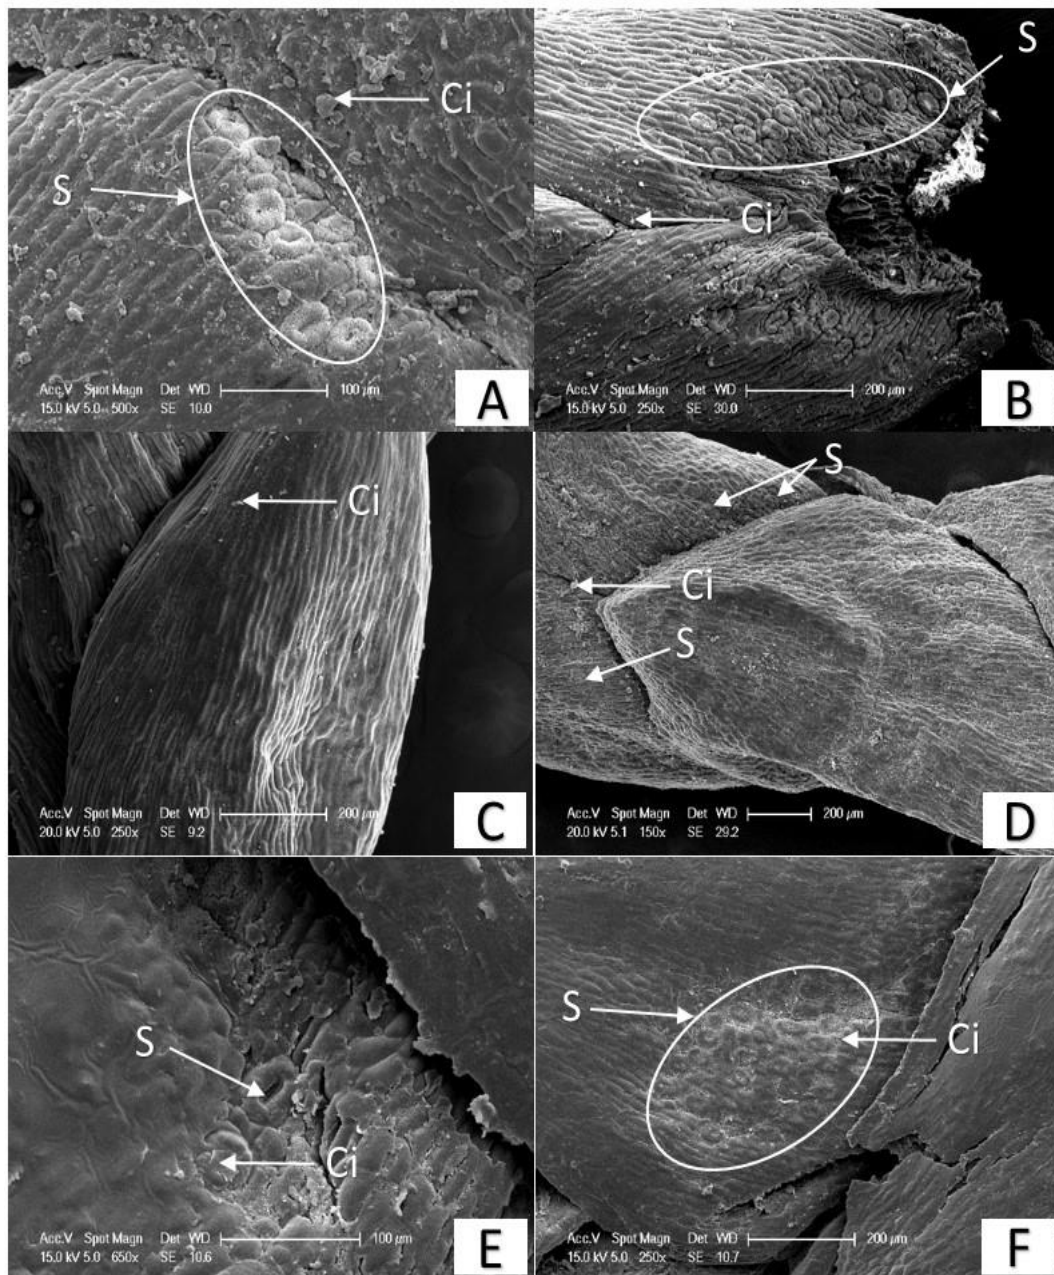 Ci
S
Acc.V Spot Magn Det WD 100 µm
15.0 kV 5.0 500x SE 10.0
A
S
Ci
Acc.V Spot Magn Det WD 200 µm
15.0 kV 5.0 250x SE 30.0
B
Ci
Acc.V Spot Magn Det WD 200 µm
20.0 kV 5.0 250x SE 9.2
C
S
Ci
S
Acc.V Spot Magn Det WD 200 µm
20.0 kV 5.1 150x SE 29.2
D
S
Ci
Acc.V Spot Magn Det WD 100 µm
15.0 kV 5.0 650x SE 10.6
E
S
Ci
Acc.V Spot Magn Det WD 200 µm
15.0 kV 5.0 250x SE 10.7
F